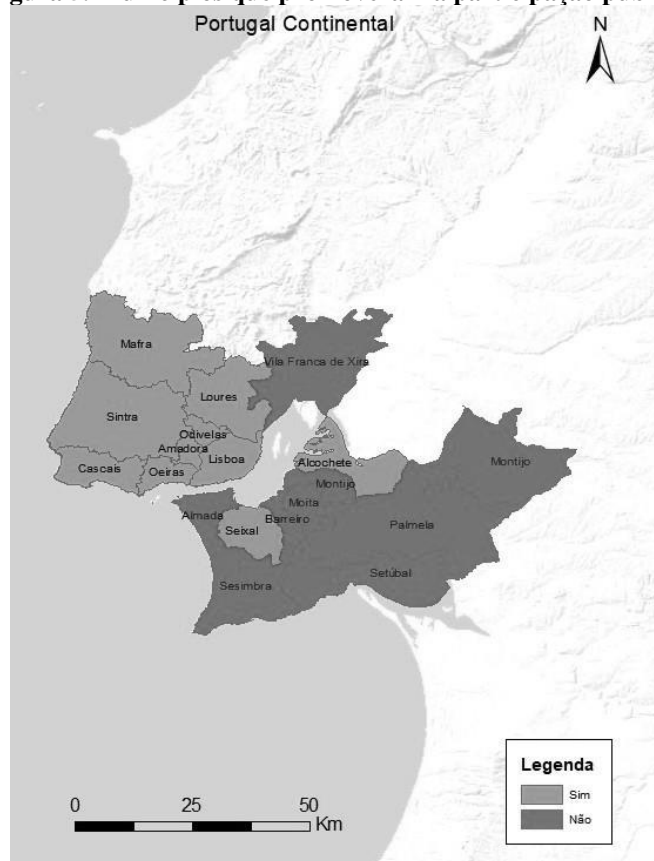 que
Portugal Continental
N
Mafra
Vila Franca de Xira
Loures
Sintra
Odivelas
Amadora
Lisboa
Cascais
Oeiras
Alcochete
Montijo
Montijo
Moita
Almada
Barreiro
Seixal
Palmela
Setúbal
Sesimbra
Legenda
Sim
Não
0 25 50
Km